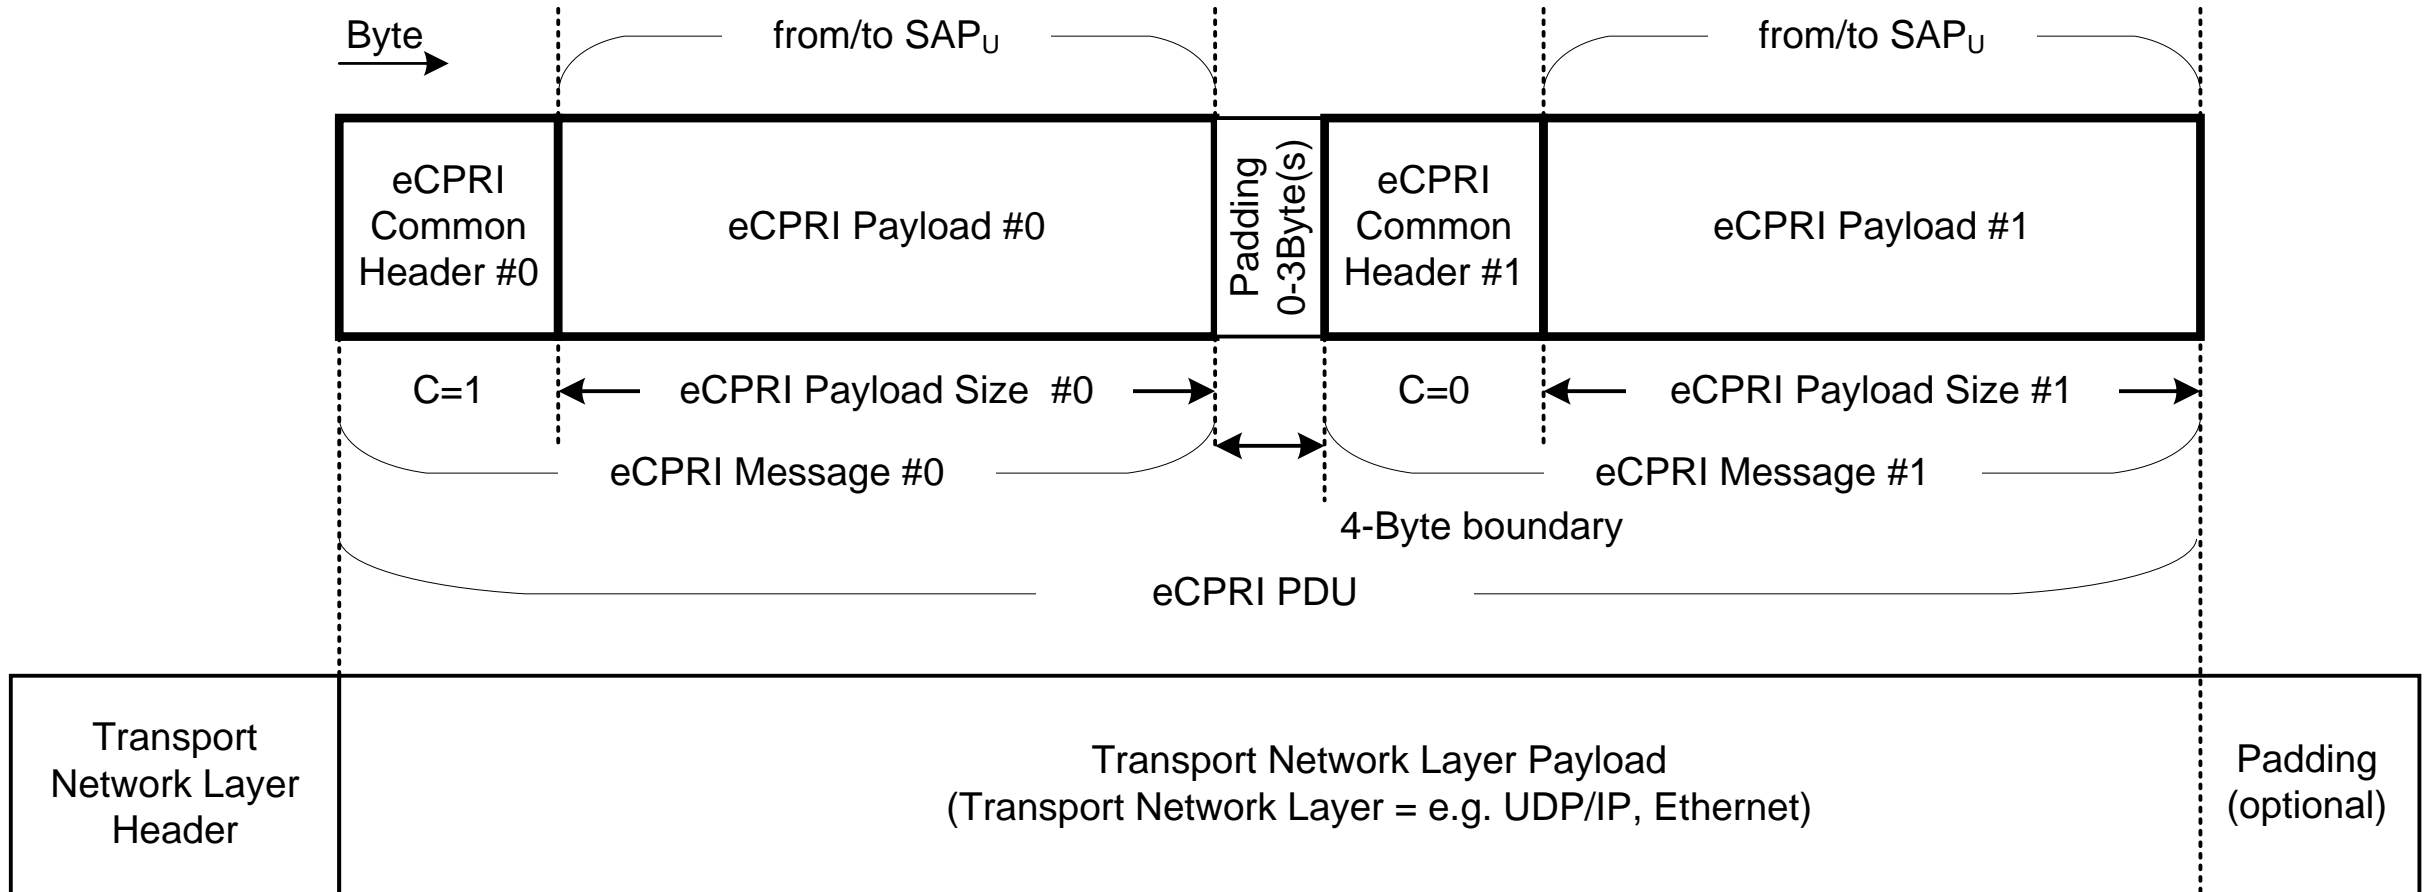 Byte
from/to SAPU
from/to SAPU
eCPRI
Common
Header #0
eCPRI Payload #0
Padding
0-3Byte(s)
eCPRI
Common
Header #1
eCPRI Payload #1
C=1
eCPRI Payload Size #0
C=0
eCPRI Payload Size #1
eCPRI Message #0
eCPRI Message #1
4-Byte boundary
eCPRI PDU
Transport
Network Layer
Header
Transport Network Layer Payload
(Transport Network Layer = e.g. UDP/IP, Ethernet)
Padding
(optional)